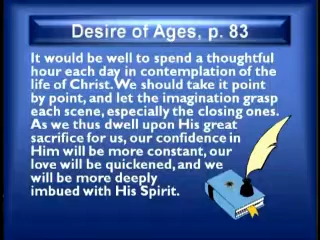 Desire of Ages, p. 83
It would be well to spend a thoughtful
hour each day in contemplation of the
life of Christ. We should take it point
by point, and let the imagination grasp
each scene, especially the closing ones.
As we thus dwell upon His great
sacrifice for us, our confidence in
Him will be more constant, our
love will be quickened, and we
will be more deeply
imbued with His Spirit.